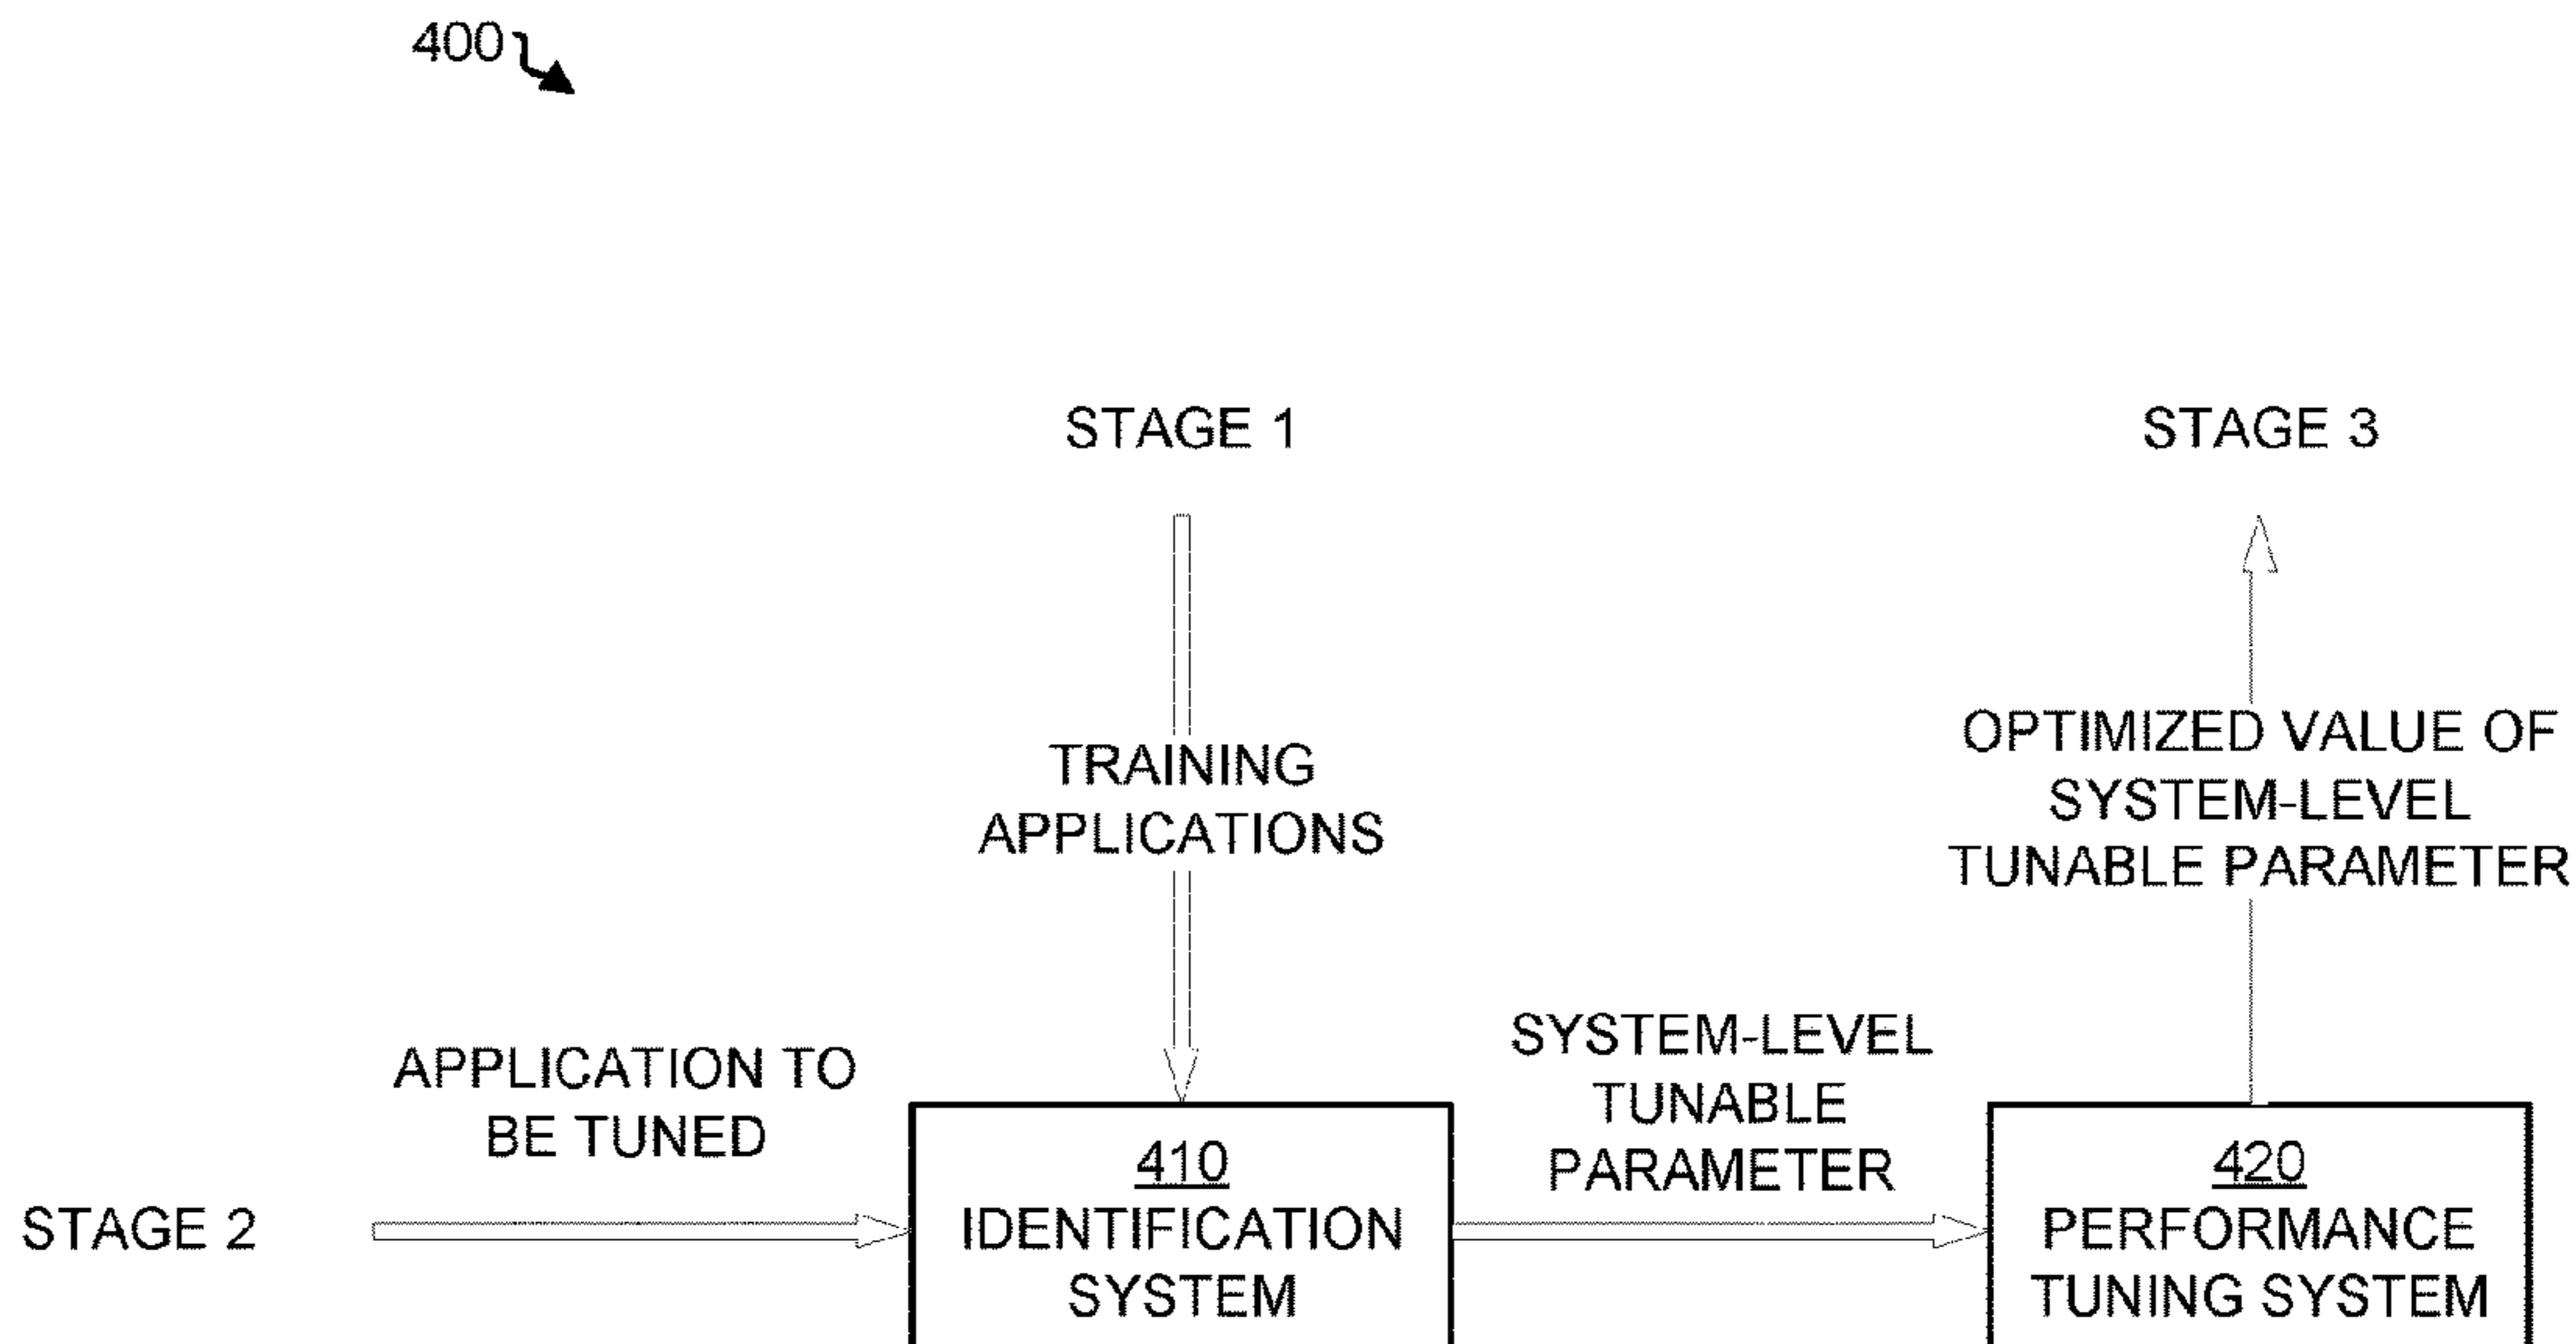 400
STAGE 1
STAGE 3
TRAINING
APPLICATIONS
OPTIMIZED VALUE OF
SYSTEM-LEVEL
TUNABLE PARAMETER
APPLICATION TO
BE TUNED
SYSTEM-LEVEL
TUNABLE
PARAMETER
STAGE 2
410
IDENTIFICATION
SYSTEM
420
PERFORMANCE
TUNING SYSTEM